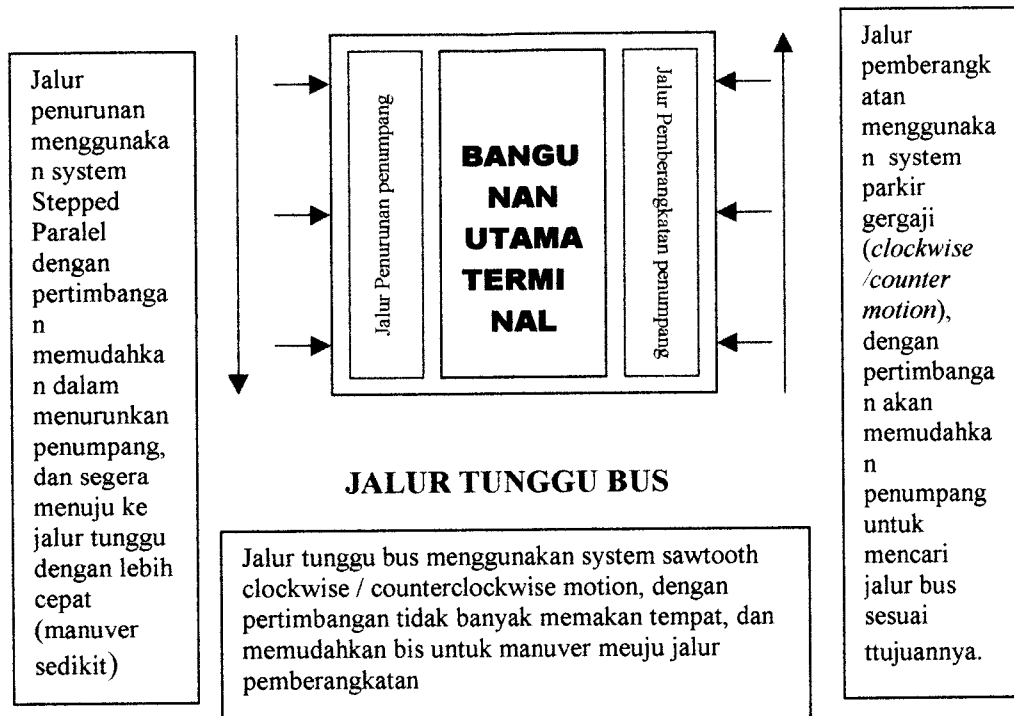 Jalur
penurunan
menggunaka
n system
Stepped
Paralel
dengan
pertimbanga
n
memudahka
n dalam
menurunkan
penumpang,
dan segera
menuju ke
jalur tunggu
dengan lebih
cepat
(manuver
sedikit)
Jalur Penurunan penumpang
BANGU
NAN
UTAMA
TERMI
NAL
Jalur Pemberangkatan penumpang
JALUR TUNGGU BUS
Jalur tunggu bus menggunakan system sawtooth
clockwise / counterclockwise motion, dengan
pertimbangan tidak banyak memakan tempat, dan
memudahkan bis untuk manuver meuju jalur
pemberangkatan
Jalur
pemberangk
atan
menggunaka
n system
parkir
gergaji
(clockwise
/counter
motion),
dengan
pertimbanga
n akan
memudahka
n
penumpang
untuk
mencari
jalur bus
sesuai
ttujuannya.